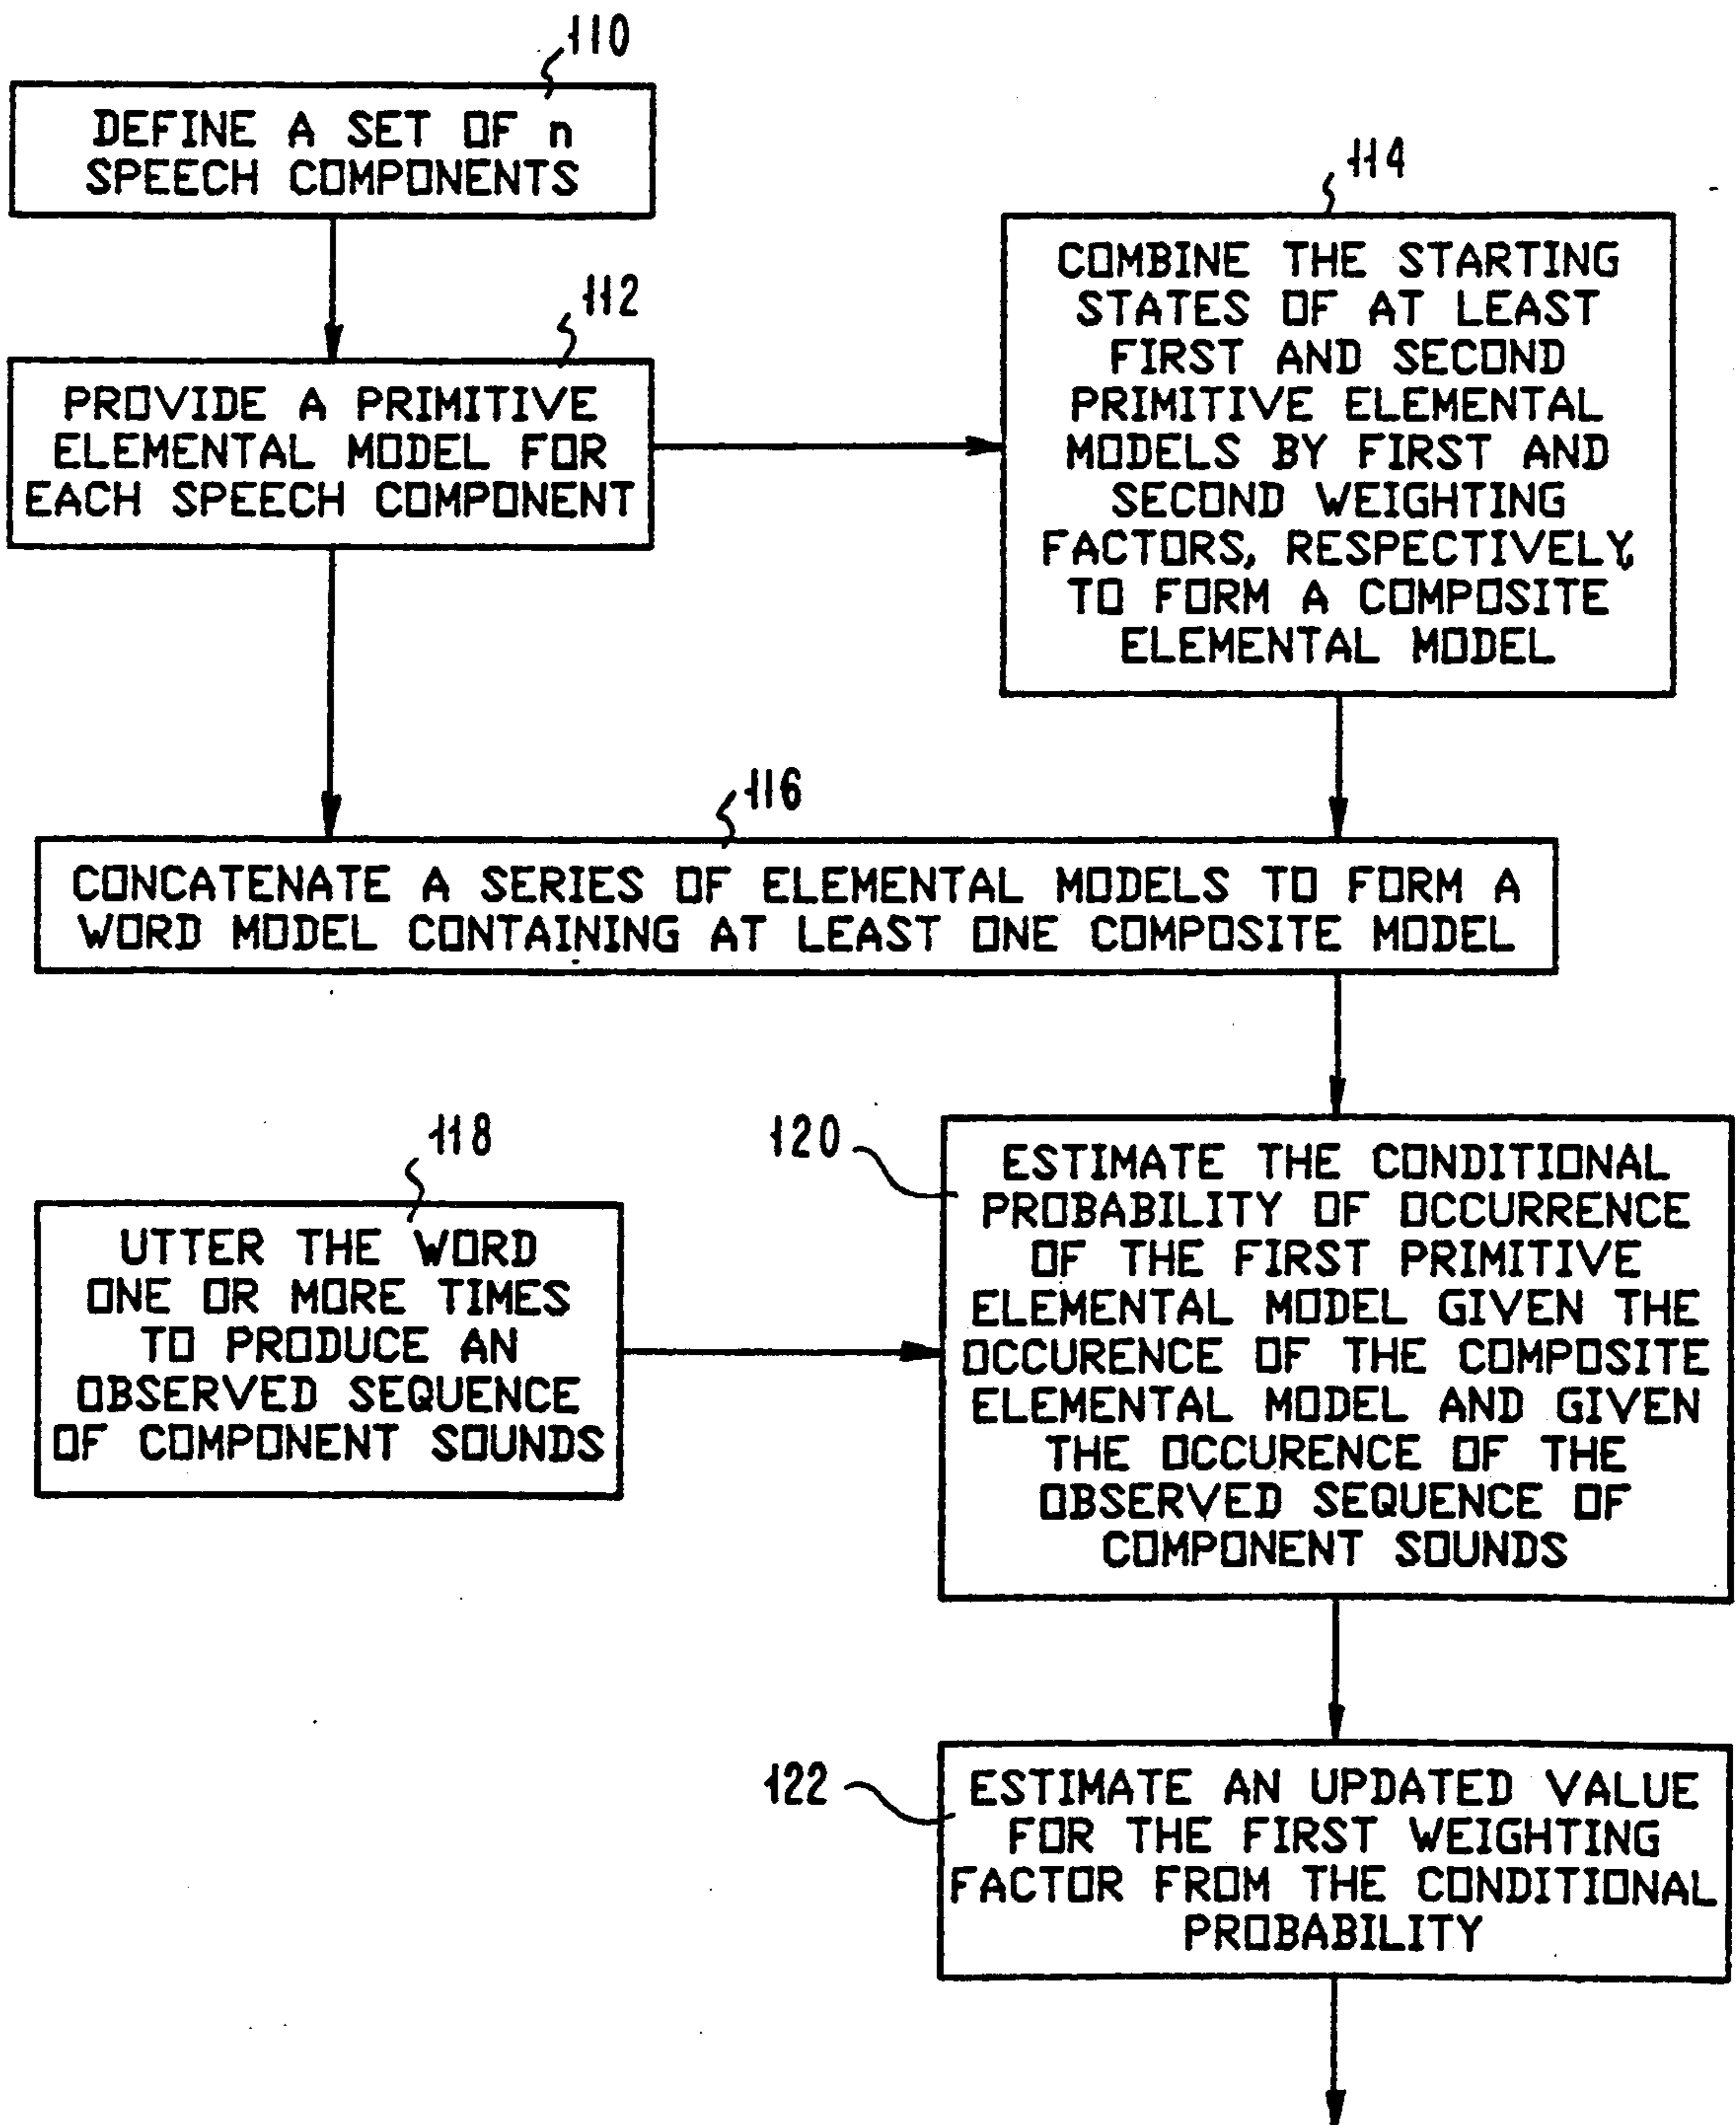 110
DEFINE A SET OF n
SPEECH COMPONENTS
112
PROVIDE A PRIMITIVE
ELEMENTAL MODEL FOR
EACH SPEECH COMPONENT
114
COMBINE THE STARTING
STATES OF AT LEAST
FIRST AND SECOND
PRIMITIVE ELEMENTAL
MODELS BY FIRST AND
SECOND WEIGHTING
FACTORS, RESPECTIVELY,
TO FORM A COMPOSITE
ELEMENTAL MODEL
116
CONCATENATE A SERIES OF ELEMENTAL MODELS TO FORM A
WORD MODEL CONTAINING AT LEAST ONE COMPOSITE MODEL
118
UTTER THE WORD
ONE OR MORE TIMES
TO PRODUCE AN
OBSERVED SEQUENCE
OF COMPONENT SOUNDS
120
ESTIMATE THE CONDITIONAL
PROBABILITY OF OCCURRENCE
OF THE FIRST PRIMITIVE
ELEMENTAL MODEL GIVEN THE
OCCURENCE OF THE COMPOSITE
ELEMENTAL MODEL AND GIVEN
THE OCCURENCE OF THE
OBSERVED SEQUENCE OF
COMPONENT SOUNDS
122
ESTIMATE AN UPDATED VALUE
FOR THE FIRST WEIGHTING
FACTOR FROM THE CONDITIONAL
PROBABILITY